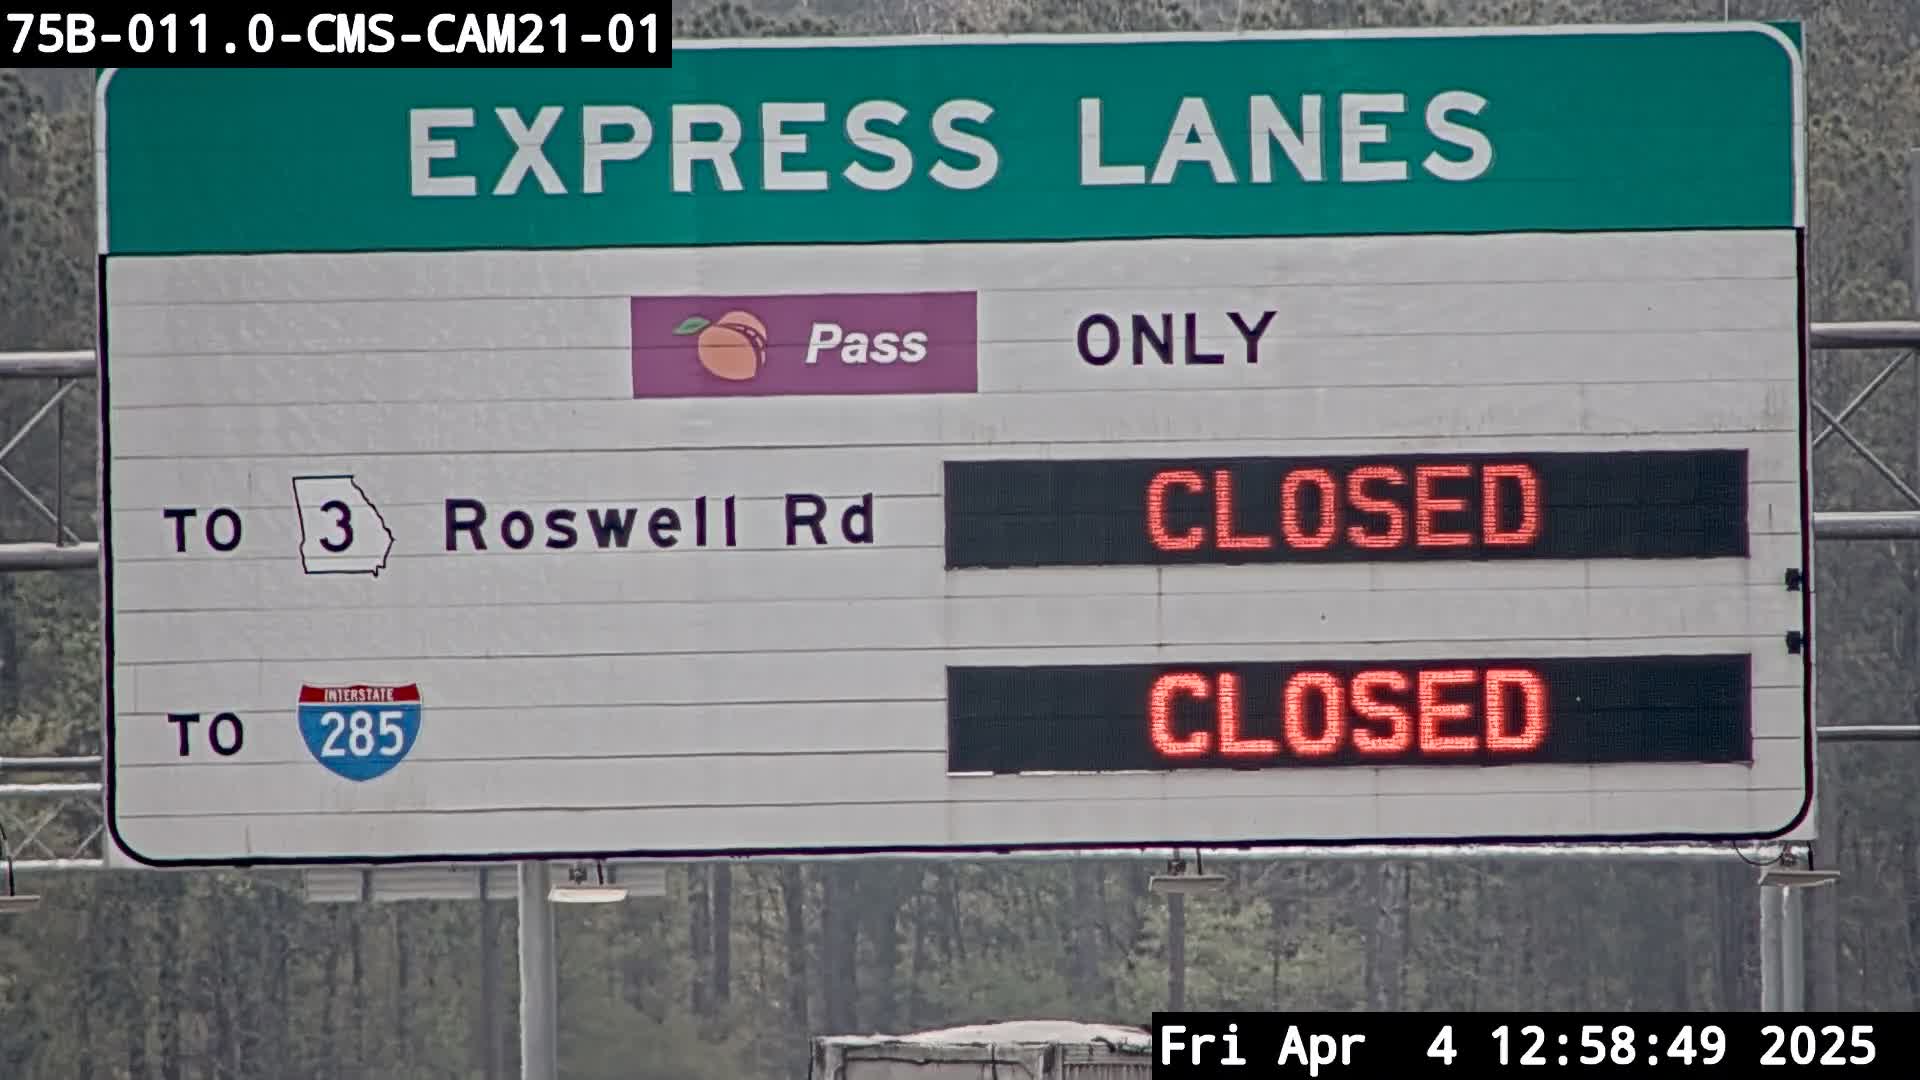 75B-011.0-CMS-CAM21-01
EXPRESS LANES
Pass ONLY
TO 3 Roswell Rd CLOSED
INTERSTATE
TO 285 CLOSED
Fri Apr 4 12:58:49 2025